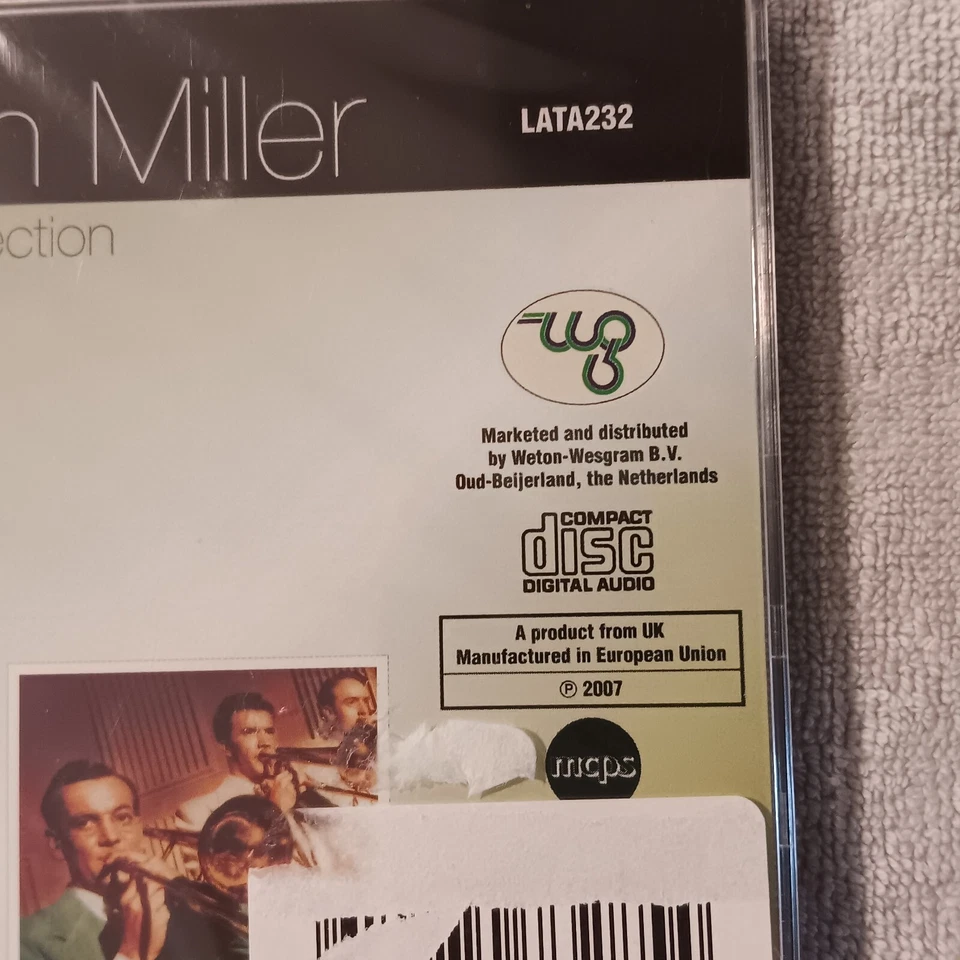 n Miller
LATA232
ection
wgb
Marketed and distributed
by Weton-Wesgram B.V.
Oud-Beijerland, the Netherlands
COMPACT
disc
DIGITAL AUDIO
A product from UK
Manufactured in European Union
℗ 2007
mcps